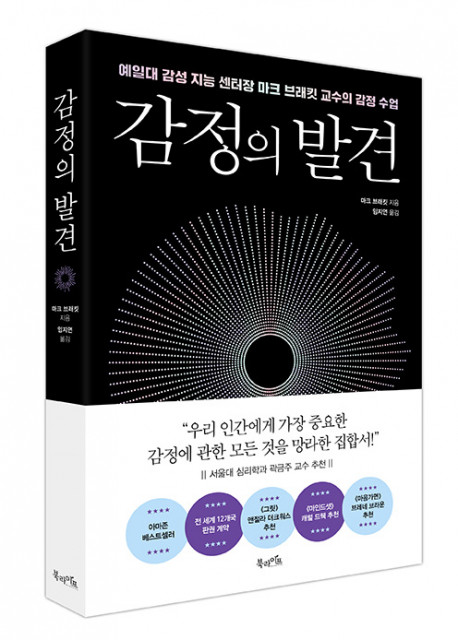 예일대 감성 지능 센터장 마크 브래킷 교수의 감정 수업
감정의 발견
마크 브래킷 지음
임지연 옮김
감정의 발견
마크 브래킷
지음
임지연
옮김
“우리 인간에게 가장 중요한
감정에 관한 모든 것을 망라한 집합서!”
|| 서울대 심리학과 곽금주 교수 추천 ||
★★★★
아마존
베스트셀러
★★★★
★★★★
전 세계 12개국
판권 계약
★★★★
★★★★
〈그릿〉
앤절라 더크워스
추천
★★★★
★★★★
〈마인드셋〉
캐럴 드웩 추천
★★★★
★★★★
〈마음가면〉
브레네 브라운
추천
★★★★
북라이프
북라이프